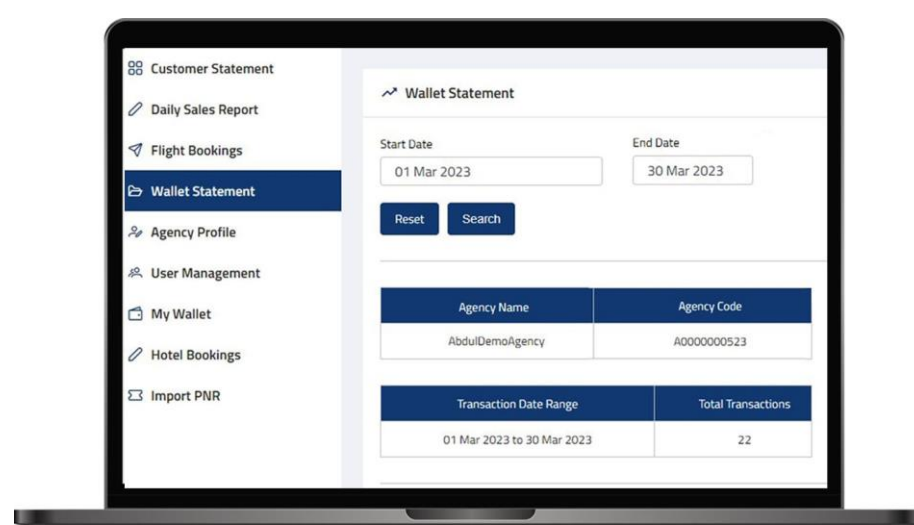 Customer Statement
Daily Sales Report
Flight Bookings
Wallet Statement
Agency Profile
User Management
My Wallet
Hotel Bookings
Import PNR
Wallet Statement
Start Date
End Date
01 Mar 2023
30 Mar 2023
Reset
Search
Agency Name
Agency Code
AbdulDemoAgency
A0000000523
Transaction Date Range
Total Transactions
01 Mar 2023 to 30 Mar 2023
22